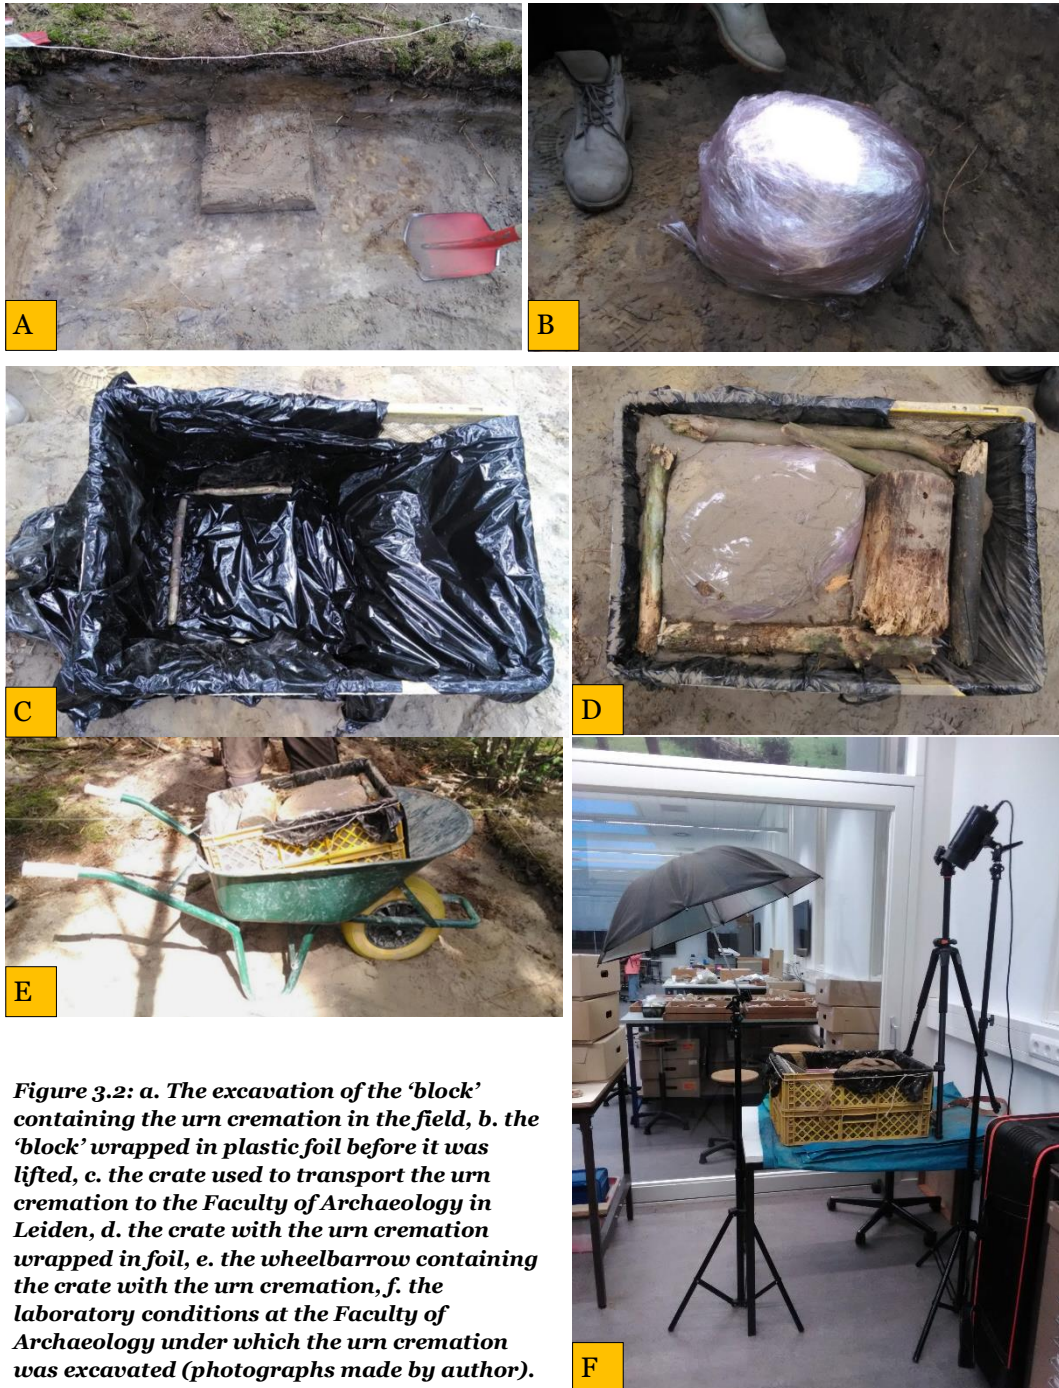 A
B
C
D
E
Figure 3.2: a. The excavation of the ‘block’
containing the urn cremation in the field, b. the
‘block’ wrapped in plastic foil before it was
lifted, c. the crate used to transport the urn
cremation to the Faculty of Archaeology in
Leiden, d. the crate with the urn cremation
wrapped in foil, e. the wheelbarrow containing
the crate with the urn cremation, f. the
laboratory conditions at the Faculty of
Archaeology under which the urn cremation
was excavated (photographs made by author).
F